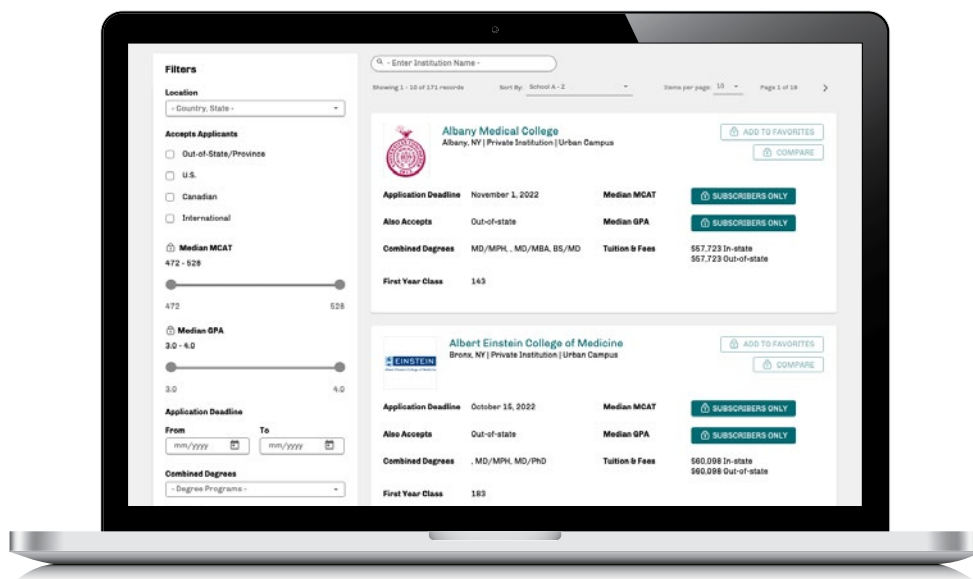 Filters
Location
- Country, State -
Accepts Applicants
Out-of-State/Province
U.S.
Canadian
International
Median MCAT
472 - 528
472 528
Median GPA
3.0 - 4.0
3.0 4.0
Application Deadline
From To
mm/yyyy mm/yyyy
Combined Degrees
- Degree Programs -
- Enter Institution Name -
Showing 1 - 10 of 171 records Sort By: School A - Z Items per page: 10 Page 1 of 18
Albany Medical College
Albany, NY | Private Institution | Urban Campus
ADD TO FAVORITES
COMPARE
Application Deadline November 1, 2022 Median MCAT SUBSCRIBERS ONLY
Also Accepts Out-of-state Median GPA SUBSCRIBERS ONLY
Combined Degrees MD/MPH, , MD/MBA, BS/MD Tuition & Fees $57,723 In-state
$57,723 Out-of-state
First Year Class 143
EINSTEIN
Albert Einstein College of Medicine
Albert Einstein College of Medicine
Bronx, NY | Private Institution | Urban Campus
ADD TO FAVORITES
COMPARE
Application Deadline October 15, 2022 Median MCAT SUBSCRIBERS ONLY
Also Accepts Out-of-state Median GPA SUBSCRIBERS ONLY
Combined Degrees , MD/MPH, MD/PhD Tuition & Fees $60,098 In-state
$60,098 Out-of-state
First Year Class 183